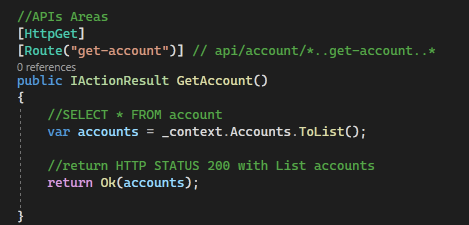 //APIs Areas
[HttpGet]
[Route("get-account")] // api/account/*..get-account..*
0 references
public IActionResult GetAccount()
{
//SELECT * FROM account
var accounts = _context.Accounts.ToList();
//return HTTP STATUS 200 with List accounts
return Ok(accounts);
}